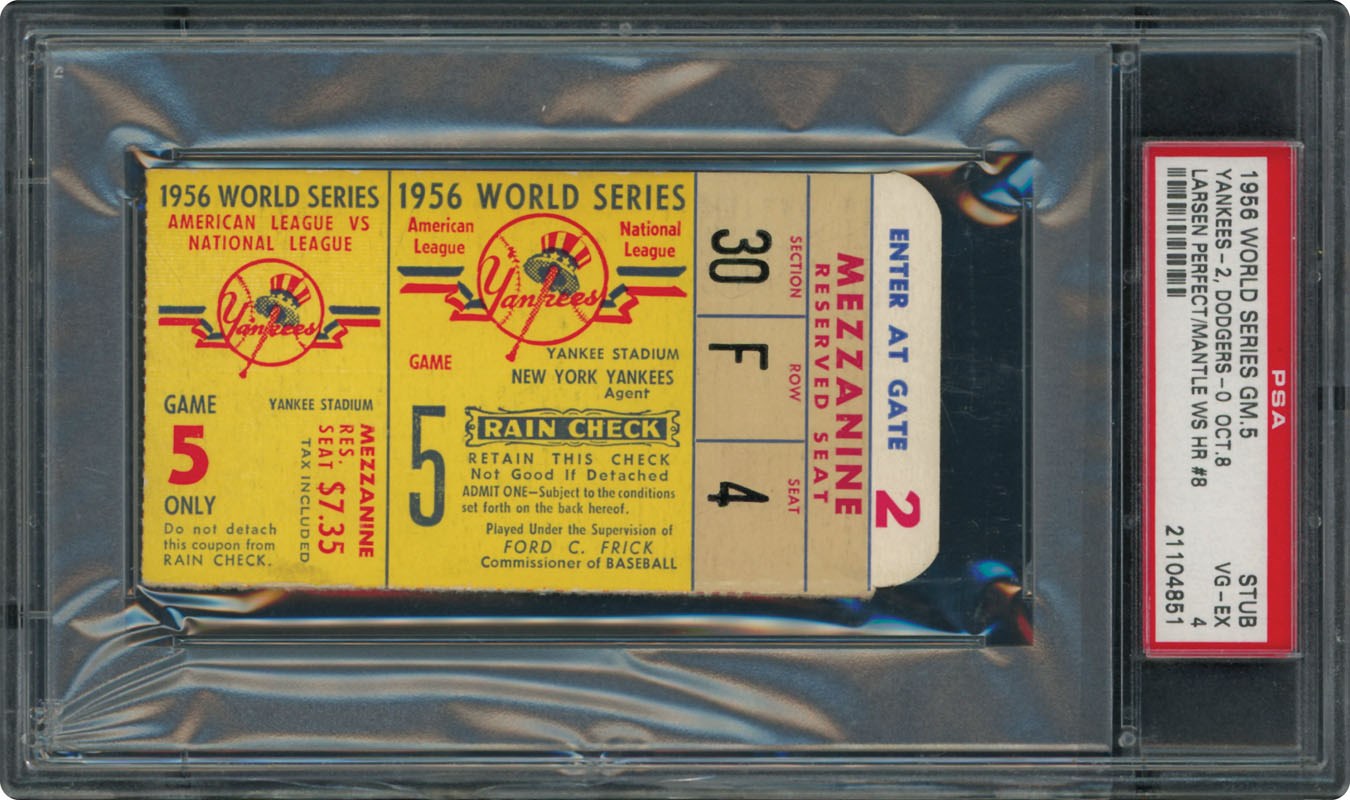 1956 WORLD SERIES
AMERICAN LEAGUE VS
NATIONAL LEAGUE
Yankees
GAME
5
ONLY
YANKEE STADIUM
Do not detach
this coupon from
RAIN CHECK.
MEZZANINE
RES.
SEAT $7.35
TAX INCLUDED
1956 WORLD SERIES
American
League
National
League
Yankees
GAME
5
YANKEE STADIUM
NEW YORK YANKEES
Agent
RAIN CHECK
RETAIN THIS CHECK
Not Good If Detached
ADMIT ONE—Subject to the conditions
set forth on the back hereof.
Played Under the Supervision of
FORD C. FRICK
Commissioner of BASEBALL
SECTION
30
ROW
F
SEAT
4
MEZZANINE
RESERVED SEAT
ENTER AT GATE
2
PSA
1956 WORLD SERIES GM.5 STUB
YANKEES-2, DODGERS-0 OCT.8 VG-EX
LARSEN PERFECT/MANTLE WS HR #8 4
21104851